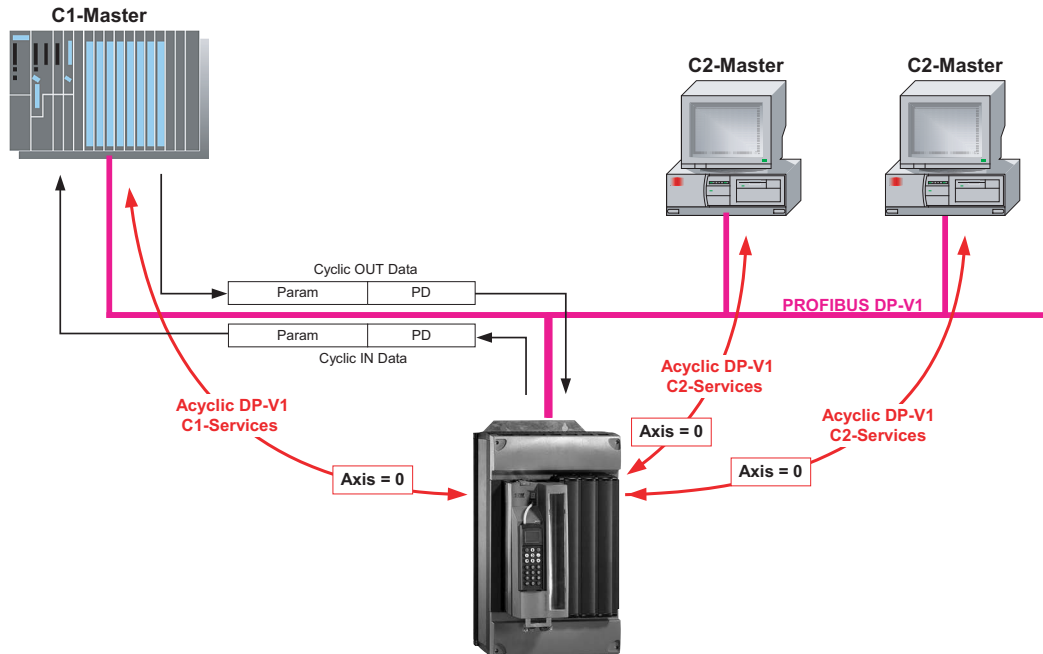 C1-Master
C2-Master
C2-Master
Cyclic OUT Data
Param
PD
PROFIBUS DP-V1
Param
PD
Cyclic IN Data
Acyclic DP-V1
C1-Services
Acyclic DP-V1
C2-Services
Acyclic DP-V1
C2-Services
Axis = 0
Axis = 0
Axis = 0